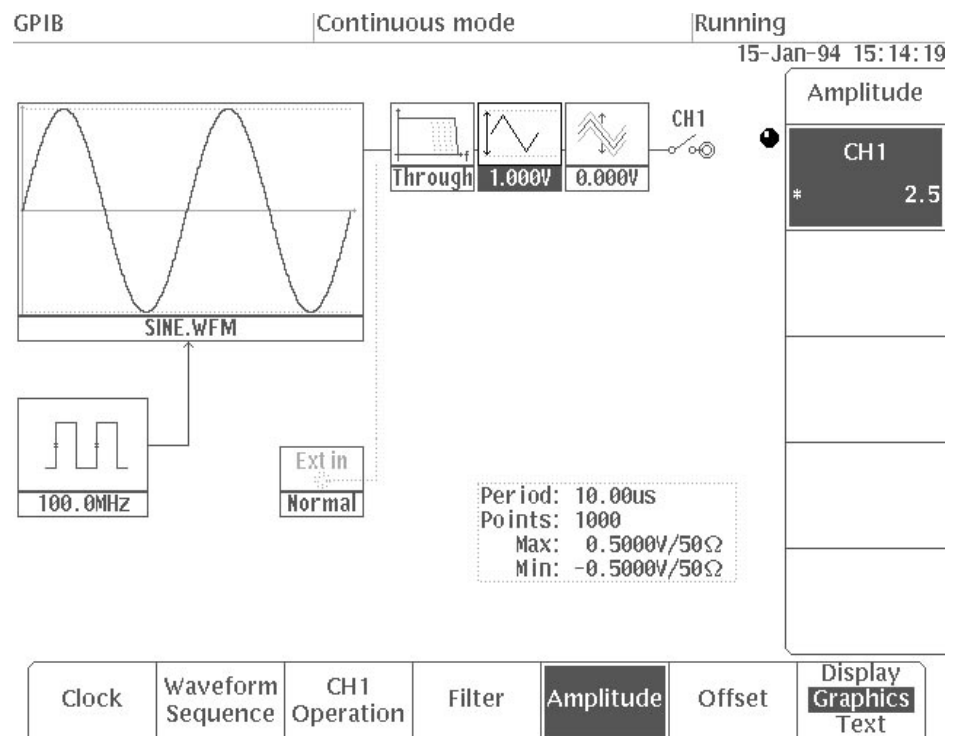 GPIB Continuous mode Running
15-Jan-94 15:14:19
Amplitude
CH1
* 2.5
CH1
Through 1.000V 0.000V
f
SINE.WFM
100.0MHz
Ext in
Normal
Period: 10.00us
Points: 1000
Max: 0.5000V/50Ω
Min: -0.5000V/50Ω
Clock
Waveform
Sequence
CH1
Operation
Filter
Amplitude
Offset
Display
Graphics
Text